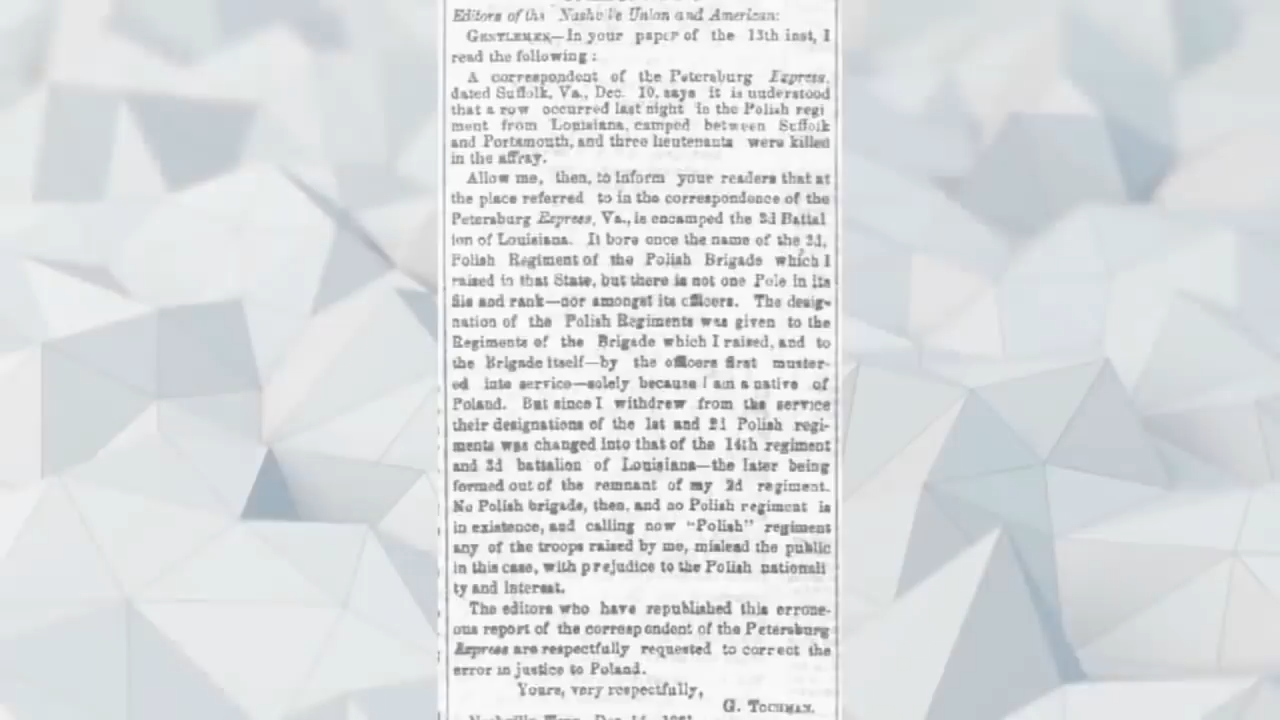 Editors of the Nashville Union and American:
GENTLEMEN—In your paper of the 13th inst, I
read the following:
A correspondent of the Petersburg Express,
dated Suffolk, Va., Dec. 10, says it is understood
that a row occurred last night in the Polish regi
ment from Louisiana, camped between Suffolk
and Portsmouth, and three lieutenants were killed
in the affray.
Allow me, then, to inform your readers that at
the place referred to in the correspondence of the
Petersburg Express, Va., is encamped the 3d Battal
ion of Louisiana. It bore once the name of the 2d,
Polish Regiment of the Polish Brigade which I
raised in that State, but there is not one Pole in its
file and rank—nor amongst its officers. The desig-
nation of the Polish Regiments was given to the
Regiments of the Brigade which I raised, and to
the Brigade itself—by the officers first muster-
ed into service—solely because I am a native of
Poland. But since I withdrew from the service
their designations of the 1st and 2d Polish regi-
ments was changed into that of the 14th regiment
and 3d battalion of Louisiana—the later being
formed out of the remnant of my 2d regiment.
No Polish brigade, then, and no Polish regiment is
in existence, and calling now "Polish" regiment
any of the troops raised by me, mislead the public
in this case, with prejudice to the Polish nationali
ty and interest.
The editors who have republished this errone-
ous report of the correspondent of the Petersburg
Express are respectfully requested to correct the
error in justice to Poland.
Yours, very respectfully,
G. TOCHMAN.
Nashville, Tenn., Dec. 14, 1861